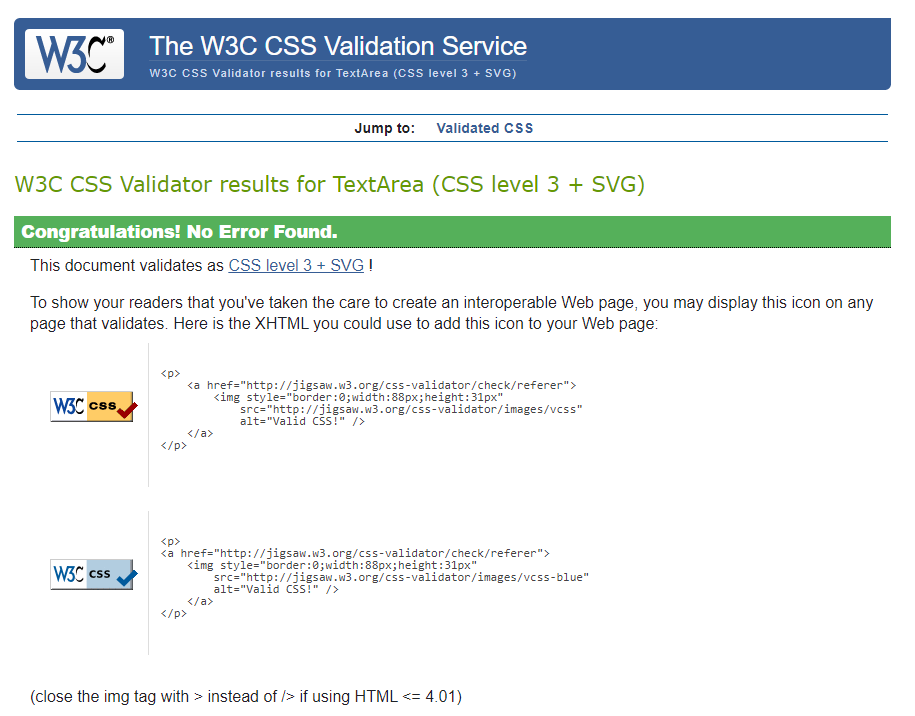 W3C®
The W3C CSS Validation Service
W3C CSS Validator results for TextArea (CSS level 3 + SVG)
Jump to: Validated CSS
W3C CSS Validator results for TextArea (CSS level 3 + SVG)
Congratulations! No Error Found.
This document validates as CSS level 3 + SVG !
To show your readers that you've taken the care to create an interoperable Web page, you may display this icon on any
page that validates. Here is the XHTML you could use to add this icon to your Web page:
W3C css
<p>
<a href="http://jigsaw.w3.org/css-validator/check/referer">
<img style="border:0;width:88px;height:31px"
src="http://jigsaw.w3.org/css-validator/images/vcss"
alt="Valid CSS!" />
</a>
</p>
W3C css
<p>
<a href="http://jigsaw.w3.org/css-validator/check/referer">
<img style="border:0;width:88px;height:31px"
src="http://jigsaw.w3.org/css-validator/images/vcss-blue"
alt="Valid CSS!" />
</a>
</p>
(close the img tag with > instead of /> if using HTML <= 4.01)